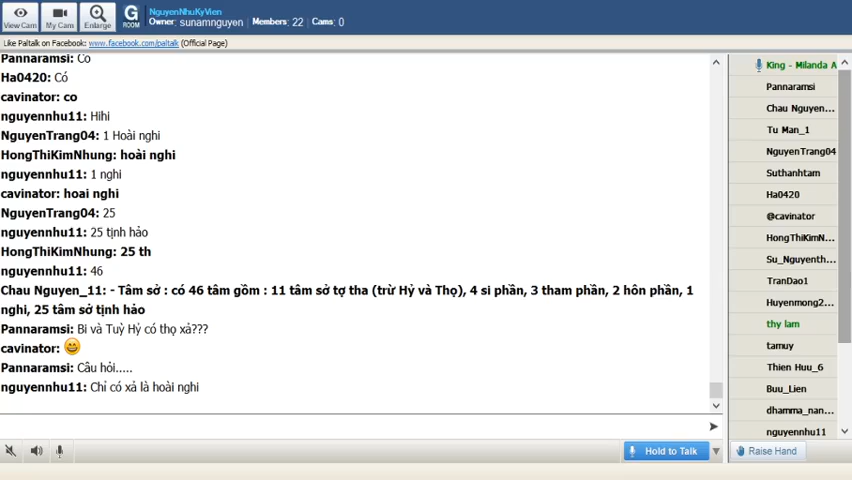 View Cam
My Cam
Enlarge
G
ROOM
NguyenNhuKyVien
Owner: sunamnguyen Members: 22 Cams: 0
Like Paltalk on Facebook: www.facebook.com/paltalk (Official Page)
Pannaramsi: Co
Ha0420: Có
cavinator: co
nguyennhu11: Hihi
NguyenTrang04: 1 Hoài nghi
HongThiKimNhung: hoài nghi
nguyennhu11: 1 nghi
cavinator: hoai nghi
NguyenTrang04: 25
nguyennhu11: 25 tịnh hảo
HongThiKimNhung: 25 th
nguyennhu11: 46
Chau Nguyen_11: - Tâm sở : có 46 tâm gồm : 11 tâm sở tợ tha (trừ Hỷ và Thọ), 4 si phần, 3 tham phần, 2 hôn phần, 1
nghi, 25 tâm sở tịnh hảo
Pannaramsi: Bi và Tuỳ Hỷ có thọ xả???
cavinator:
Pannaramsi: Câu hỏi.....
nguyennhu11: Chỉ có xả là hoài nghi
Hold to Talk
King - Milanda A
Pannaramsi
Chau Nguyen...
Tu Man_1
NguyenTrang04
Suthanhtam
Ha0420
@cavinator
HongThiKimN...
Su_Nguyenth...
TranDao1
Huyenmong2...
thy lam
tamuy
Thien Huu_6
Buu_Lien
dhamma_nan...
nguyennhu11
Raise Hand